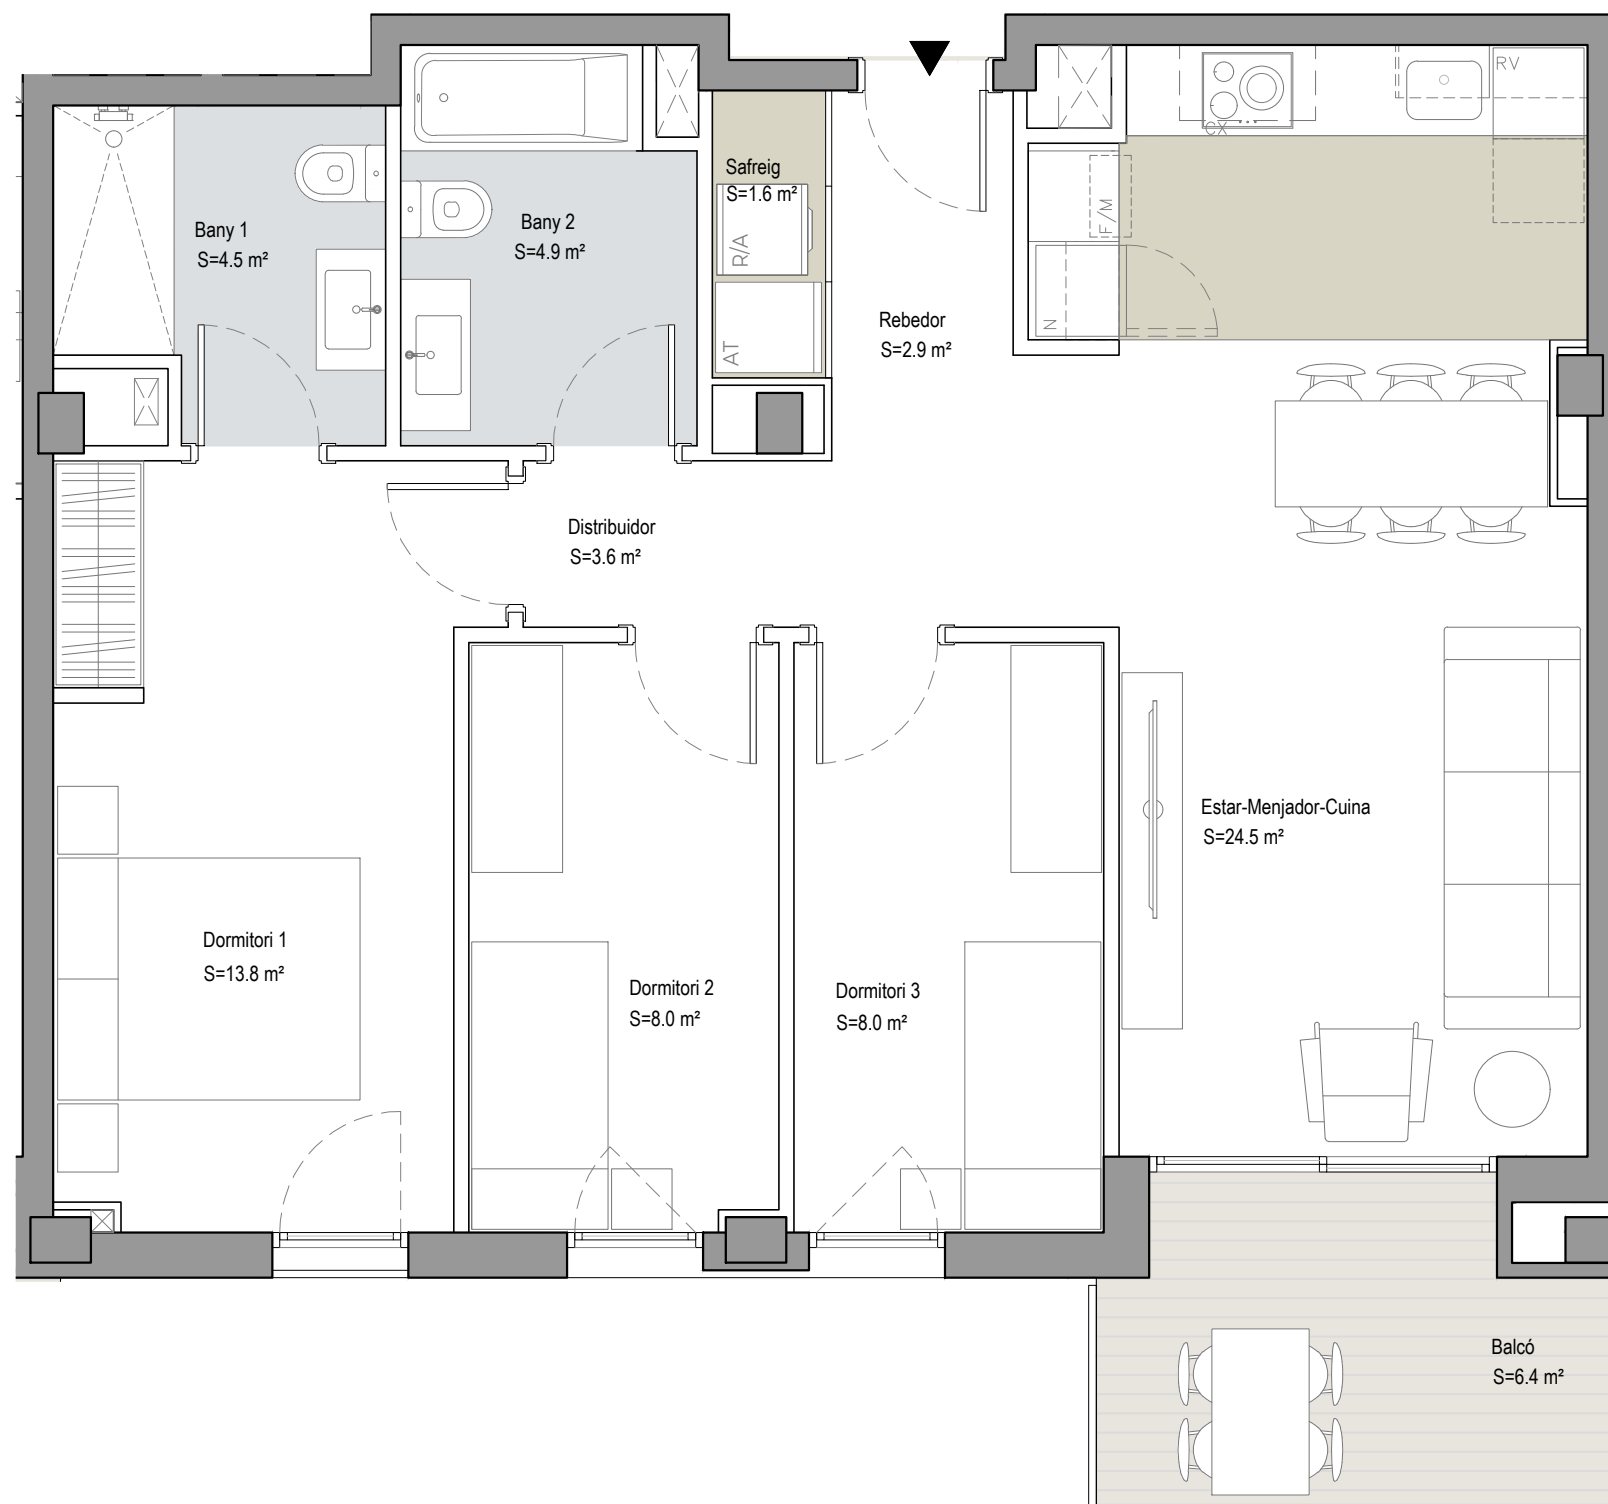 RV
CX
Safreig
S=1.6 m²
R/A
AT
F/M
N
Bany 1
S=4.5 m²
Bany 2
S=4.9 m²
Rebedor
S=2.9 m²
Distribuidor
S=3.6 m²
Estar-Menjador-Cuina
S=24.5 m²
Dormitori 1
S=13.8 m²
Dormitori 2
S=8.0 m²
Dormitori 3
S=8.0 m²
Balcó
S=6.4 m²